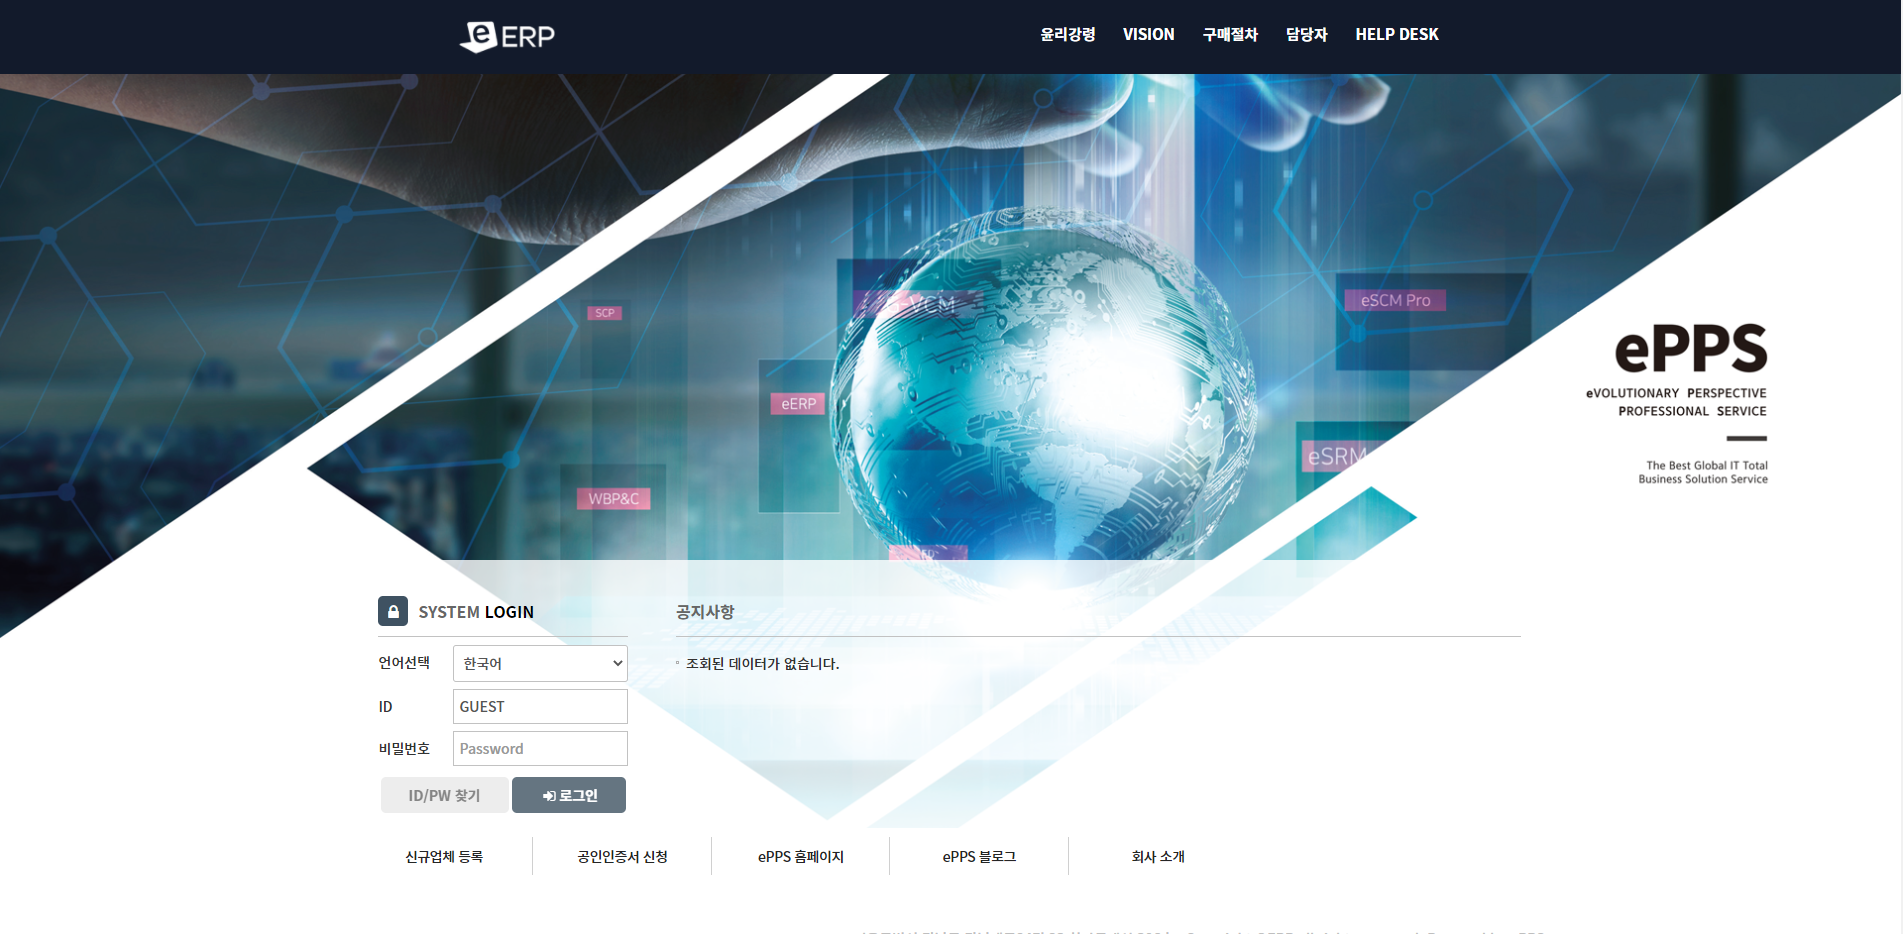 eERP
윤리강령 VISION 구매절차 담당자 HELP DESK
SCP
e-VCM
eSCM Pro
eERP
eSRM
WBP&C
ePPS
eVOLUTIONARY PERSPECTIVE
PROFESSIONAL SERVICE
The Best Global IT Total
Business Solution Service
SYSTEM LOGIN
공지사항
언어선택 한국어
조회된 데이터가 없습니다.
ID GUEST
비밀번호 Password
ID/PW 찾기 로그인
신규업체 등록 공인인증서 신청 ePPS 홈페이지 ePPS 블로그 회사 소개